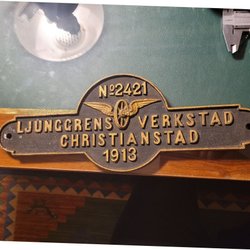 Nº2421
LJUNGGRENS VERKSTAD
CHRISTIANSTAD
1913